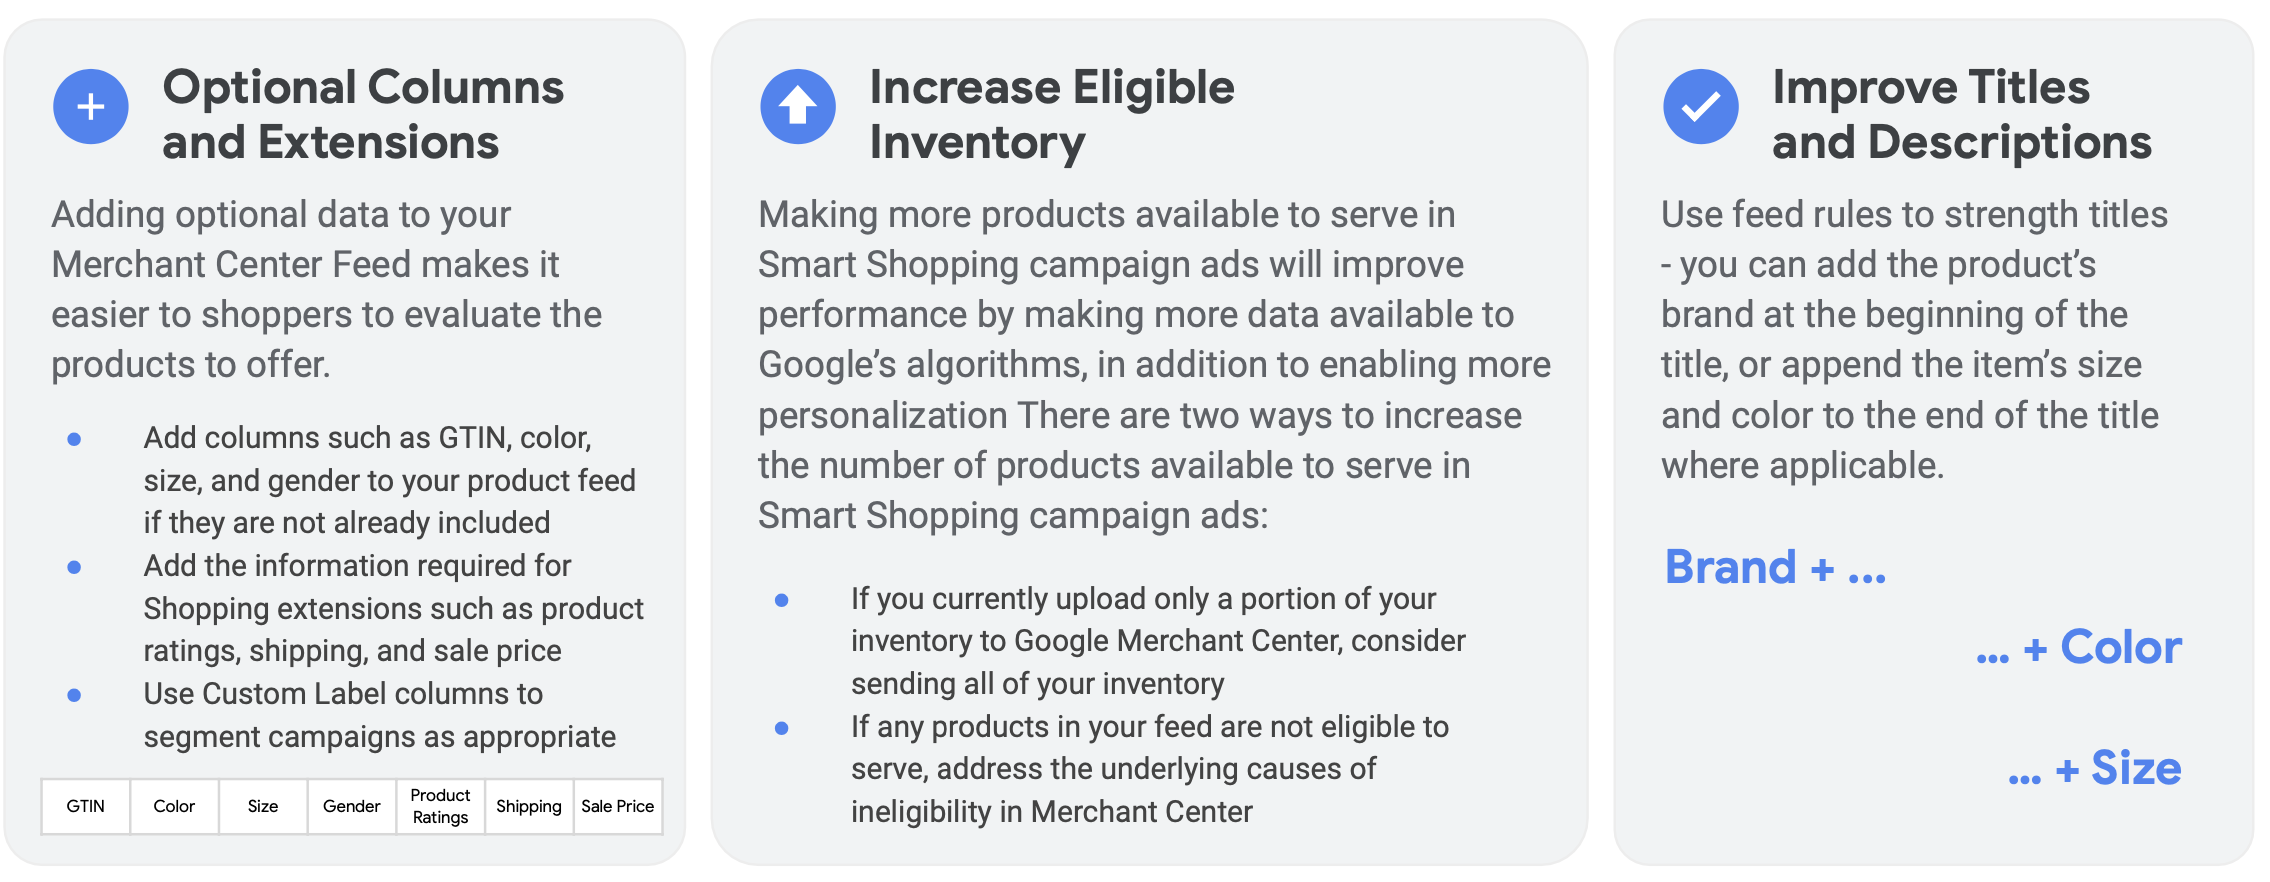 Optional Columns
and Extensions
Adding optional data to your
Merchant Center Feed makes it
easier to shoppers to evaluate the
products to offer.
Add columns such as GTIN, color,
size, and gender to your product feed
if they are not already included
Add the information required for
Shopping extensions such as product
ratings, shipping, and sale price
Use Custom Label columns to
segment campaigns as appropriate
GTIN Color Size Gender Product Ratings Shipping Sale Price
Increase Eligible
Inventory
Making more products available to serve in
Smart Shopping campaign ads will improve
performance by making more data available to
Google’s algorithms, in addition to enabling more
personalization There are two ways to increase
the number of products available to serve in
Smart Shopping campaign ads:
If you currently upload only a portion of your
inventory to Google Merchant Center, consider
sending all of your inventory
If any products in your feed are not eligible to
serve, address the underlying causes of
ineligibility in Merchant Center
Improve Titles
and Descriptions
Use feed rules to strength titles
- you can add the product’s
brand at the beginning of the
title, or append the item’s size
and color to the end of the title
where applicable.
Brand + ...
... + Color
... + Size